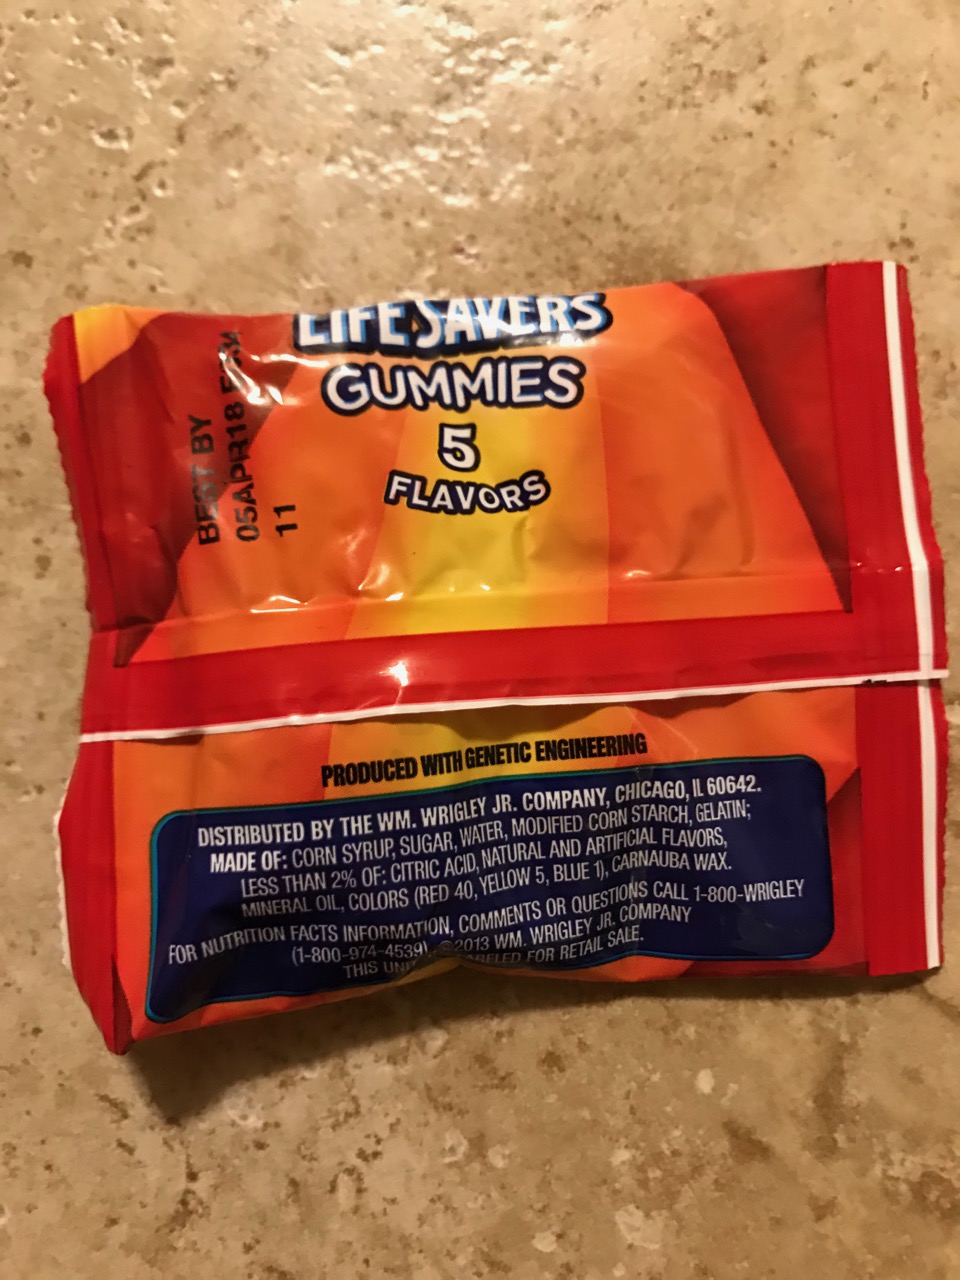 LIFE SAVERS
GUMMIES
5
FLAVORS
BEST BY
05APR18
11
PRODUCED WITH GENETIC ENGINEERING
DISTRIBUTED BY THE WM. WRIGLEY JR. COMPANY, CHICAGO, IL 60642.
MADE OF: CORN SYRUP, SUGAR, WATER, MODIFIED CORN STARCH, GELATIN;
LESS THAN 2% OF: CITRIC ACID, NATURAL AND ARTIFICIAL FLAVORS,
MINERAL OIL, COLORS (RED 40, YELLOW 5, BLUE 1), CARNAUBA WAX.
FOR NUTRITION FACTS INFORMATION, COMMENTS OR QUESTIONS CALL 1-800-WRIGLEY
(1-800-974-4539). ©2013 WM. WRIGLEY JR. COMPANY
THIS FOR RETAIL SALE.